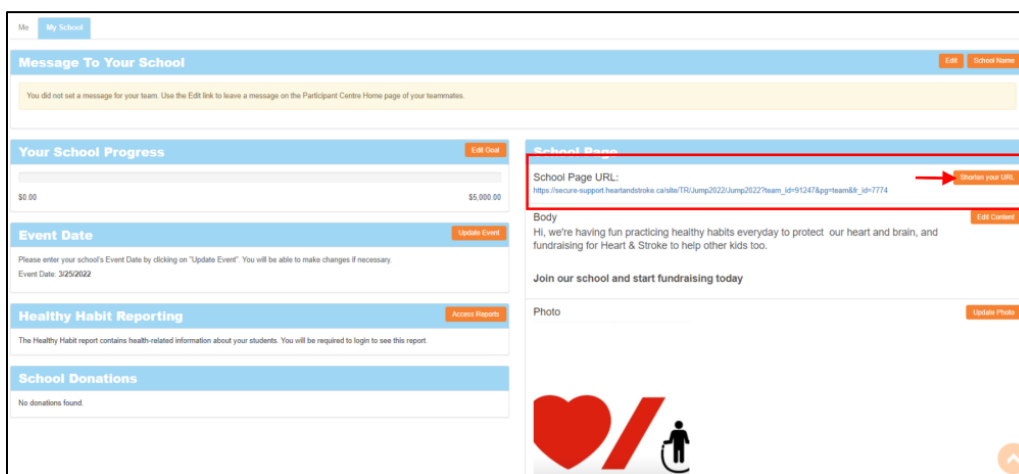 Me My School
Message To Your School
Edit School Name
You did not set a message for your team. Use the Edit link to leave a message on the Participant Centre Home page of your teammates.
Your School Progress
Edit Goal
$0.00 $5,000.00
Event Date
Update Event
Please enter your school's Event Date by clicking on "Update Event". You will be able to make changes if necessary.
Event Date: 3/25/2022
Healthy Habit Reporting
Access Reports
The Healthy Habit report contains health-related information about your students. You will be required to login to see this report.
School Donations
No donations found.
School Page
School Page URL:
Shorten your URL
https://secure-support.heartandstroke.ca/site/TR/Jump2022/Jump2022?team_id=91247&pg=team&fr_id=7774
Body
Edit Content
Hi, we're having fun practicing healthy habits everyday to protect our heart and brain, and
fundraising for Heart & Stroke to help other kids too.
Join our school and start fundraising today
Photo
Update Photo